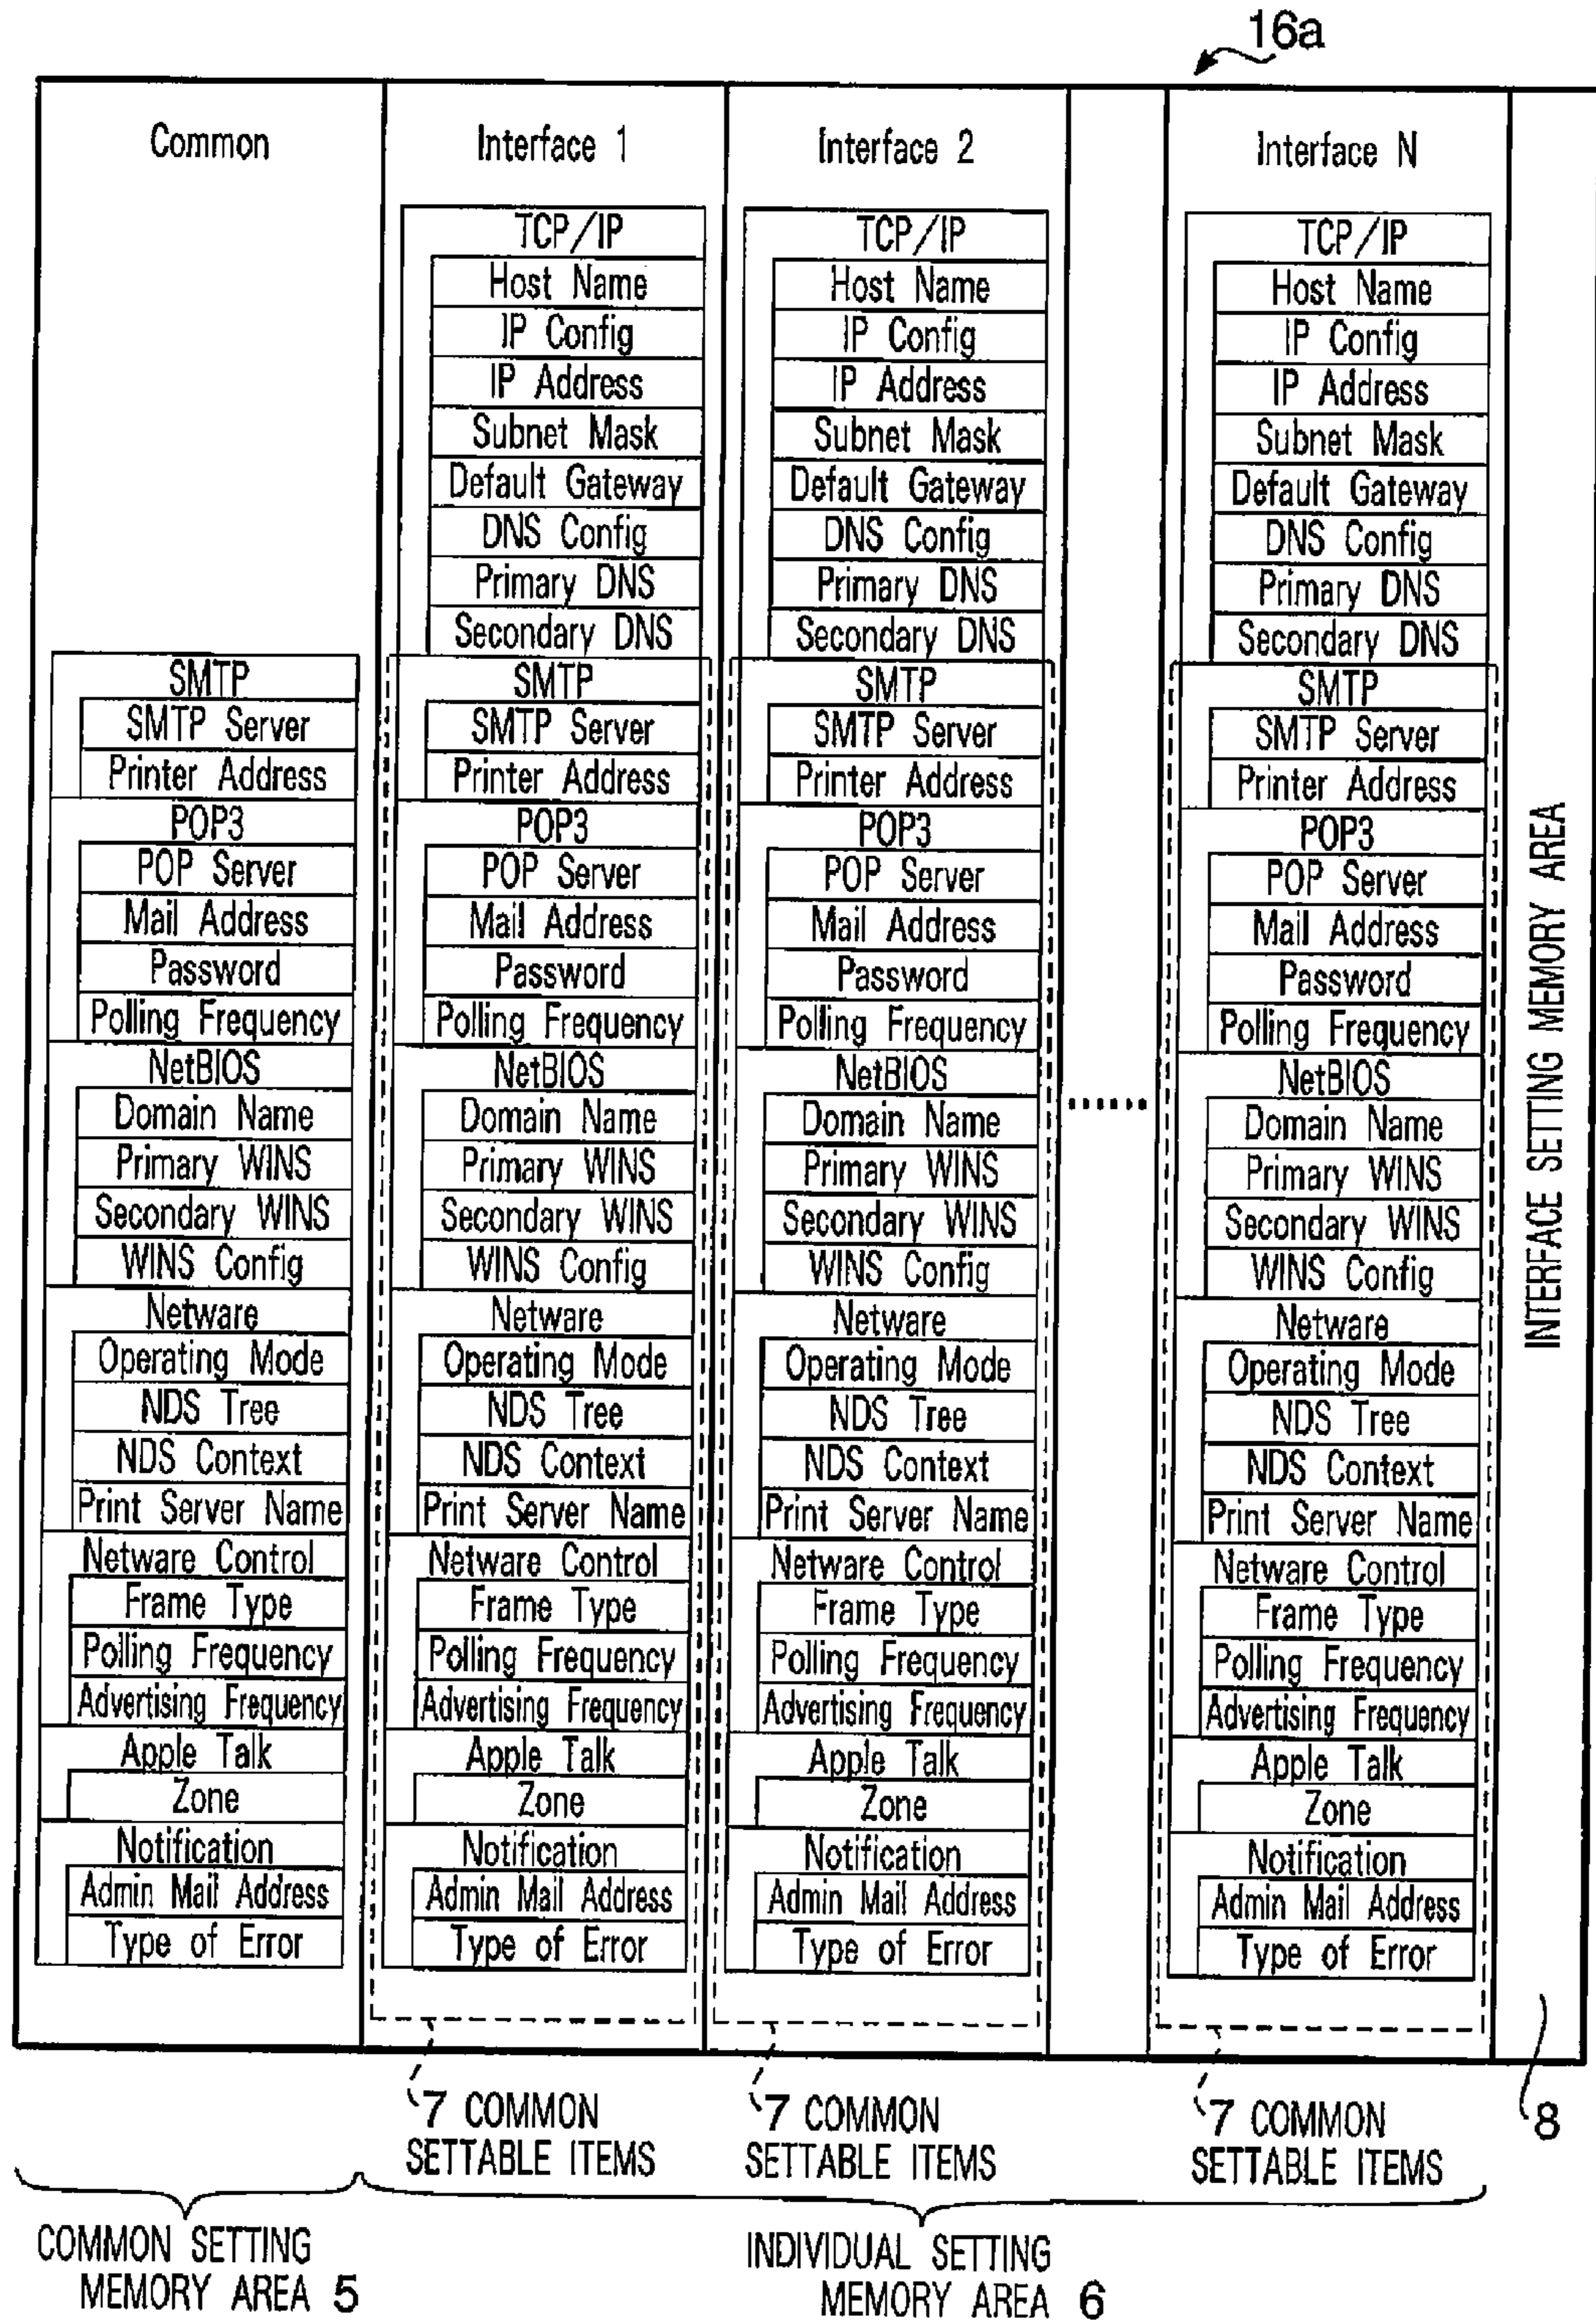 16a
Common
SMTP
SMTP Server
Printer Address
POP3
POP Server
Mail Address
Password
Polling Frequency
NetBIOS
Domain Name
Primary WINS
Secondary WINS
WINS Config
Netware
Operating Mode
NDS Tree
NDS Context
Print Server Name
Netware Control
Frame Type
Polling Frequency
Advertising Frequency
Apple Talk
Zone
Notification
Admin Mail Address
Type of Error
Interface 1
TCP/IP
Host Name
IP Config
IP Address
Subnet Mask
Default Gateway
DNS Config
Primary DNS
Secondary DNS
SMTP
SMTP Server
Printer Address
POP3
POP Server
Mail Address
Password
Polling Frequency
NetBIOS
Domain Name
Primary WINS
Secondary WINS
WINS Config
Netware
Operating Mode
NDS Tree
NDS Context
Print Server Name
Netware Control
Frame Type
Polling Frequency
Advertising Frequency
Apple Talk
Zone
Notification
Admin Mail Address
Type of Error
Interface 2
TCP/IP
Host Name
IP Config
IP Address
Subnet Mask
Default Gateway
DNS Config
Primary DNS
Secondary DNS
SMTP
SMTP Server
Printer Address
POP3
POP Server
Mail Address
Password
Polling Frequency
NetBIOS
Domain Name
Primary WINS
Secondary WINS
WINS Config
Netware
Operating Mode
NDS Tree
NDS Context
Print Server Name
Netware Control
Frame Type
Polling Frequency
Advertising Frequency
Apple Talk
Zone
Notification
Admin Mail Address
Type of Error
......
Interface N
TCP/IP
Host Name
IP Config
IP Address
Subnet Mask
Default Gateway
DNS Config
Primary DNS
Secondary DNS
SMTP
SMTP Server
Printer Address
POP3
POP Server
Mail Address
Password
Polling Frequency
NetBIOS
Domain Name
Primary WINS
Secondary WINS
WINS Config
Netware
Operating Mode
NDS Tree
NDS Context
Print Server Name
Netware Control
Frame Type
Polling Frequency
Advertising Frequency
Apple Talk
Zone
Notification
Admin Mail Address
Type of Error
INTERFACE SETTING MEMORY AREA
7 COMMON
SETTABLE ITEMS
7 COMMON
SETTABLE ITEMS
7 COMMON
SETTABLE ITEMS
8
COMMON SETTING
MEMORY AREA 5
INDIVIDUAL SETTING
MEMORY AREA 6